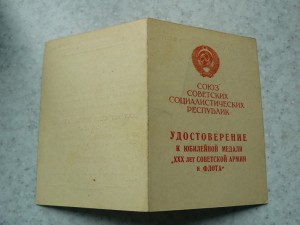 СОЮЗ
СОВЕТСКИХ
СОЦИАЛИСТИЧЕСКИХ
РЕСПУБЛИК
УДОСТОВЕРЕНИЕ
К ЮБИЛЕЙНОЙ МЕДАЛИ
„XXX ЛЕТ СОВЕТСКОЙ АРМИИ
И ФЛОТА“